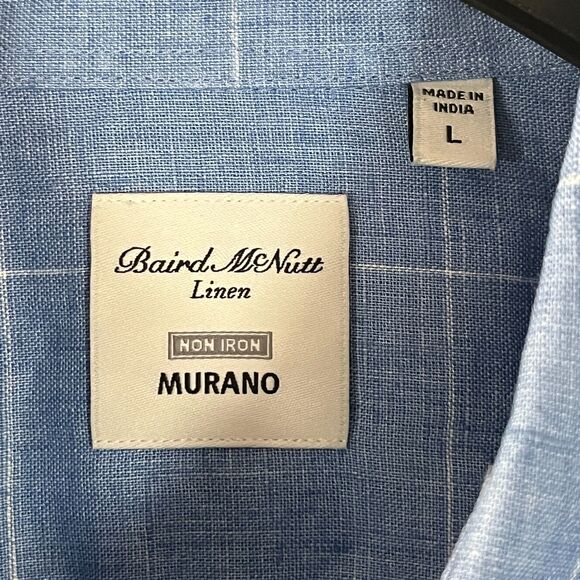 MADE IN
INDIA
L
Baird McNutt
Linen
NON IRON
MURANO